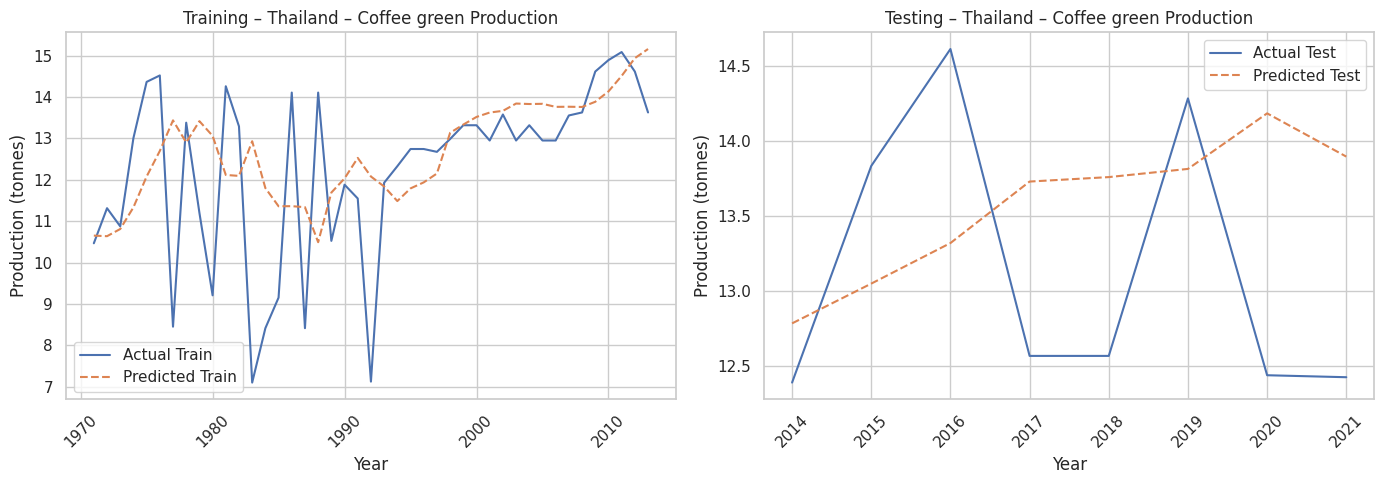 Training – Thailand – Coffee green Production
Production (tonnes)
15
14
13
12
11
10
9
8
7
Actual Train
Predicted Train
1970
1980
1990
2000
2010
Year
Testing – Thailand – Coffee green Production
Production (tonnes)
14.5
14.0
13.5
13.0
12.5
Actual Test
Predicted Test
2014
2015
2016
2017
2018
2019
2020
2021
Year